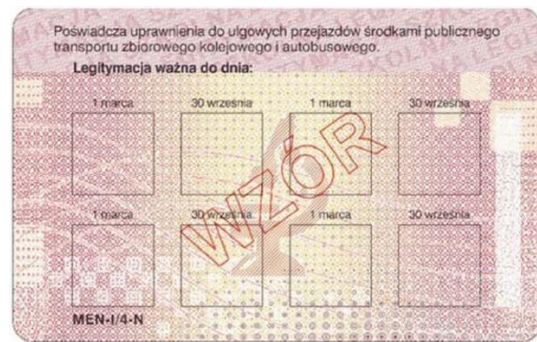 Poświadcza uprawnienia do ulgowych przejazdów środkami publicznego
transportu zbiorowego kolejowego i autobusowego.
Legitymacja ważna do dnia:
1 marca 30 września 1 marca 30 września
WZÓR
1 marca 30 września 1 marca 30 września
MEN-I/4-N